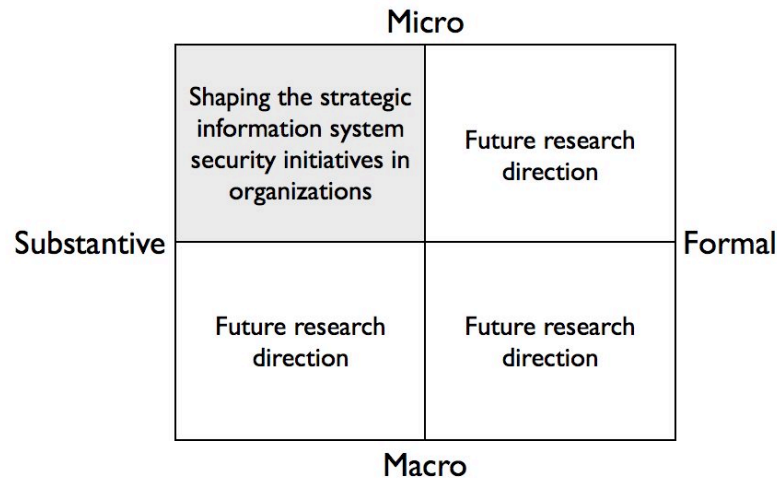 Micro
Shaping the strategic
information system
security initiatives in
organizations
Future research
direction
Substantive
Formal
Future research
direction
Future research
direction
Macro